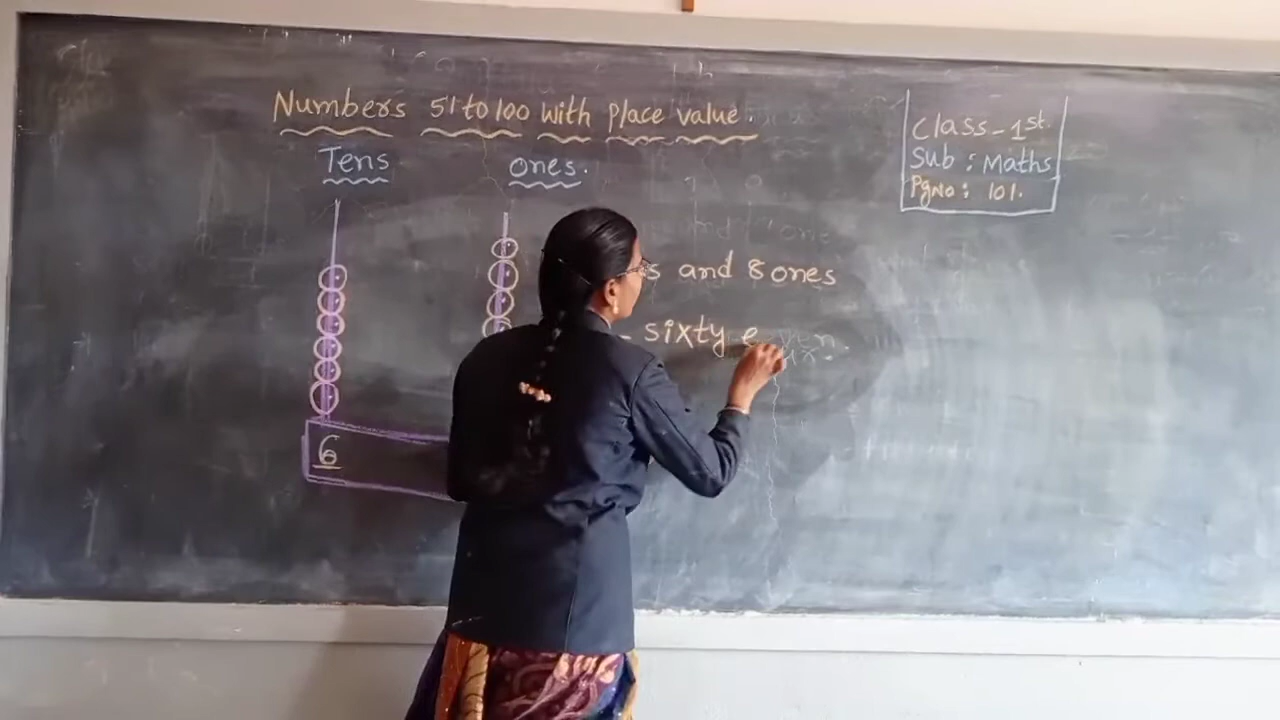 Numbers 51 to 100 with Place value.
Class - 1st.
Sub : Maths
Pg No : 101.
Tens
ones.
s and 8 ones
- sixty e
6